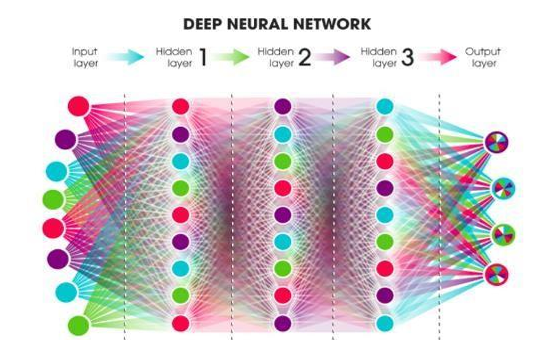 DEEP NEURAL NETWORK
Input layer
Hidden layer 1
Hidden layer 2
Hidden layer 3
Output layer